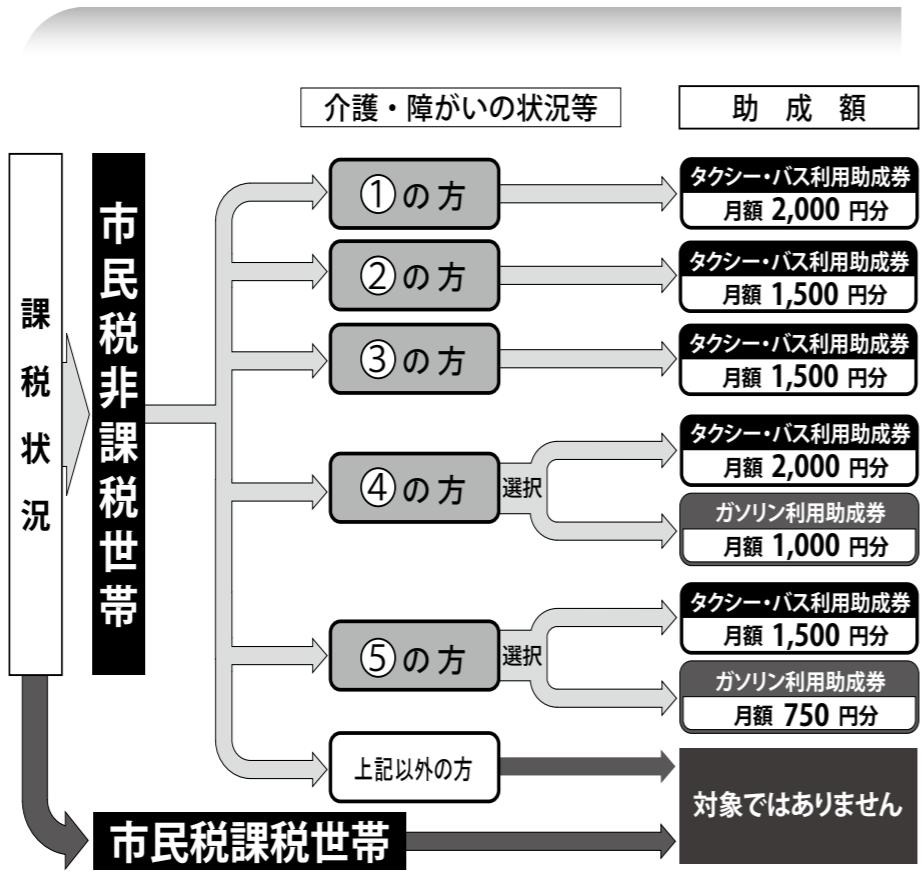 介護・障がいの状況等
助成額
課税状況
市民税非課税世帯
①の方
タクシー・バス利用助成券
月額 2,000 円分
②の方
タクシー・バス利用助成券
月額 1,500 円分
③の方
タクシー・バス利用助成券
月額 1,500 円分
④の方
選択
タクシー・バス利用助成券
月額 2,000 円分
ガソリン利用助成券
月額 1,000 円分
⑤の方
選択
タクシー・バス利用助成券
月額 1,500 円分
ガソリン利用助成券
月額 750 円分
上記以外の方
対象ではありません
市民税課税世帯